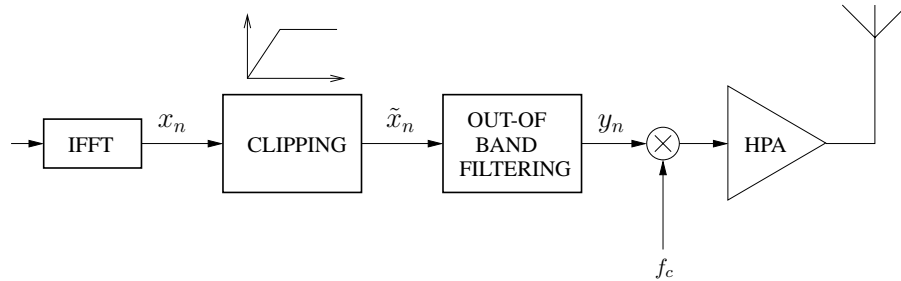 IFFT
x_n
CLIPPING
x̃_n
OUT-OF
BAND
FILTERING
y_n
×
HPA
f_c